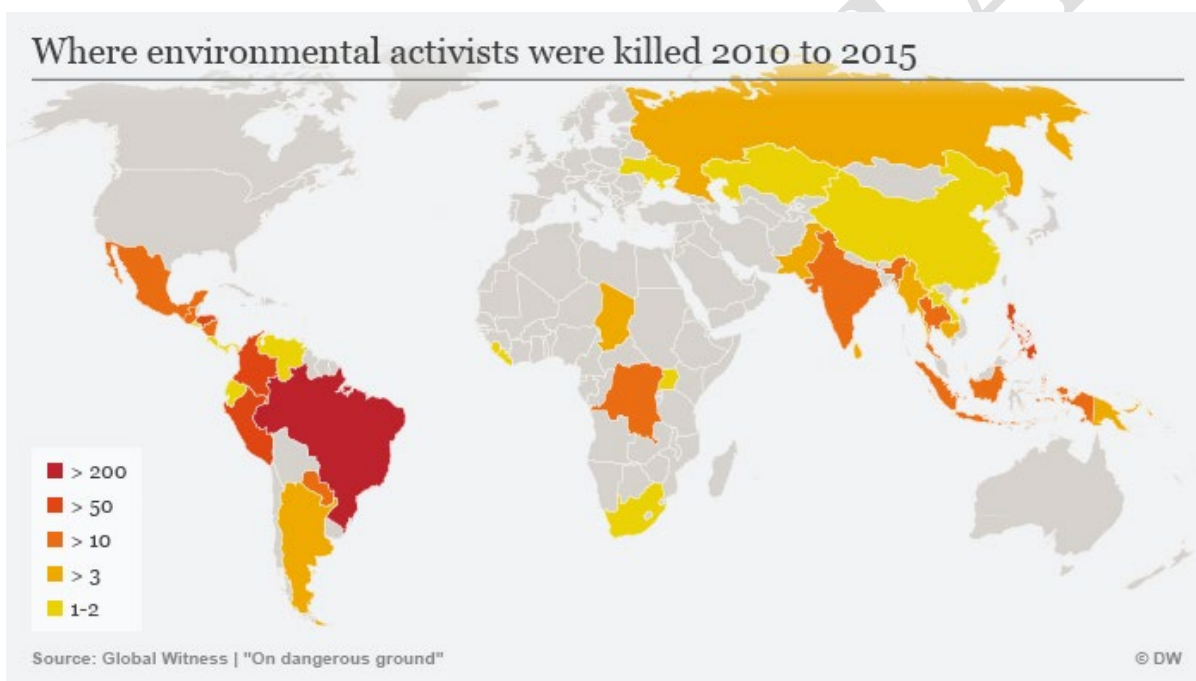 Where environmental activists were killed 2010 to 2015
> 200
> 50
> 10
> 3
1-2
Source: Global Witness | "On dangerous ground"
© DW